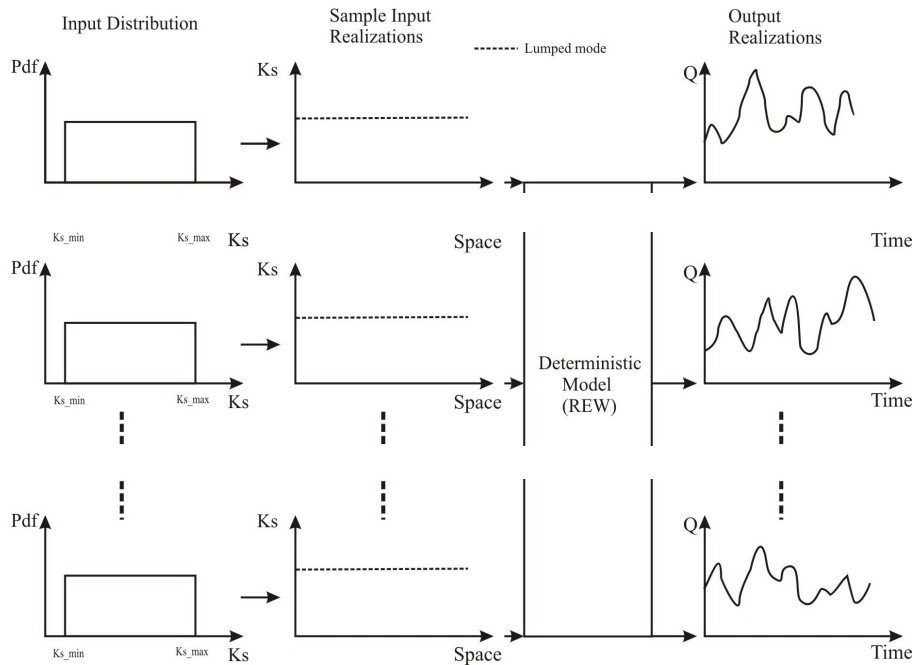 Input Distribution
Sample Input
Realizations
Lumped mode
Output
Realizations
Pdf
Ks
Q
Ks_min
Ks_max
Ks
Space
Time
Pdf
Ks
Q
Deterministic
Model
(REW)
Ks_min
Ks_max
Ks
Space
Time
Pdf
Ks
Q
Ks_min
Ks_max
Ks
Space
Time